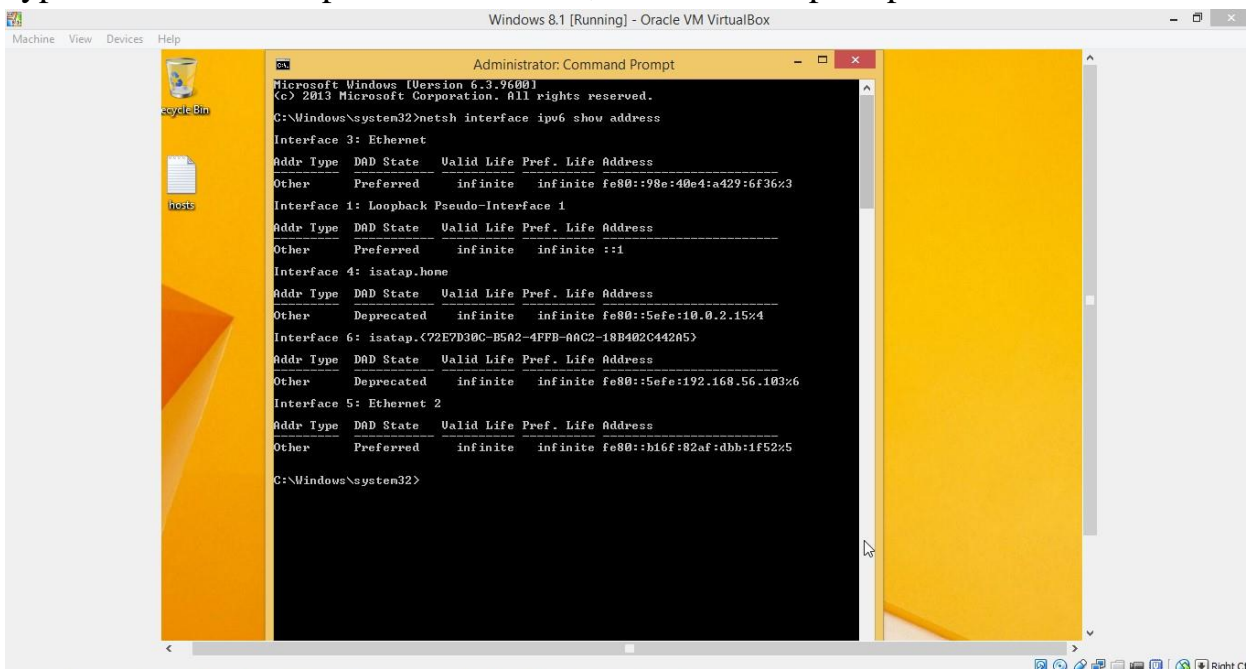 Windows 8.1 [Running] - Oracle VM VirtualBox
Machine View Devices Help
Administrator: Command Prompt
Microsoft Windows [Version 6.3.9600]
(c) 2013 Microsoft Corporation. All rights reserved.
C:\Windows\system32>netsh interface ipv6 show address
Interface 3: Ethernet
Addr Type DAD State Valid Life Pref. Life Address
Other Preferred infinite infinite fe80::98e:40e4:a429:6f36%3
Interface 1: Loopback Pseudo-Interface 1
Addr Type DAD State Valid Life Pref. Life Address
Other Preferred infinite infinite ::1
Interface 4: isatap.home
Addr Type DAD State Valid Life Pref. Life Address
Other Deprecated infinite infinite fe80::5efe:10.0.2.15%4
Interface 6: isatap.{72E7D30C-B5A2-4FFB-AAC2-18B402C442A5}
Addr Type DAD State Valid Life Pref. Life Address
Other Deprecated infinite infinite fe80::5efe:192.168.56.103%6
Interface 5: Ethernet 2
Addr Type DAD State Valid Life Pref. Life Address
Other Preferred infinite infinite fe80::b16f:82af:dbb:1f52%5
C:\Windows\system32>
ecycle Bin
hosts
Right C